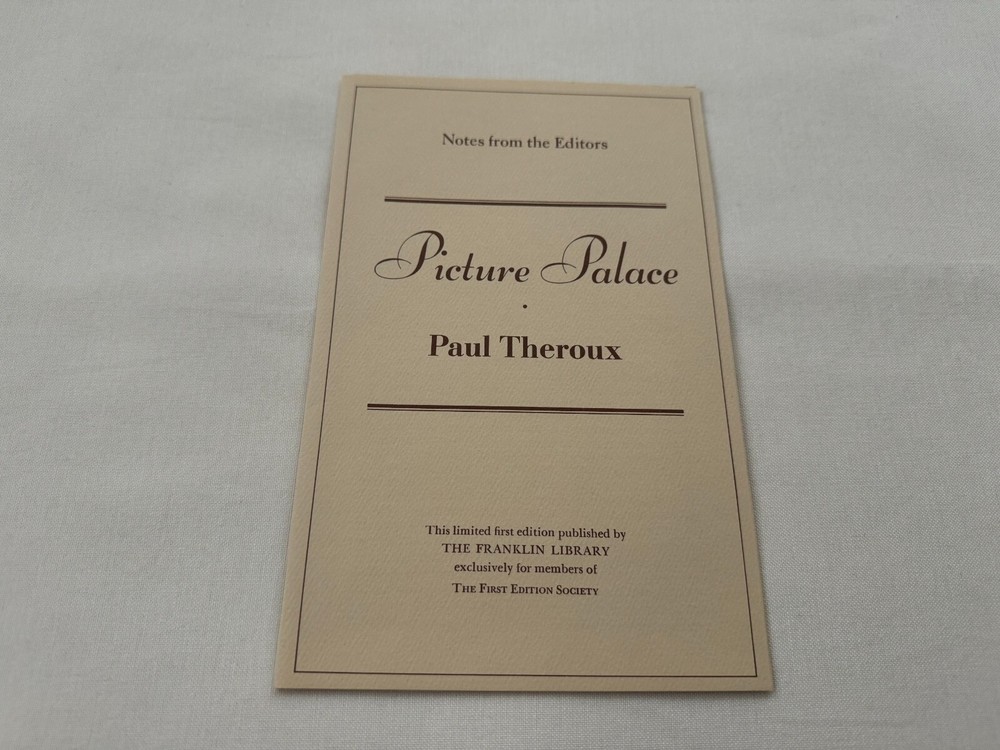 Notes from the Editors
Picture Palace
Paul Theroux
This limited first edition published by
THE FRANKLIN LIBRARY
exclusively for members of
THE FIRST EDITION SOCIETY